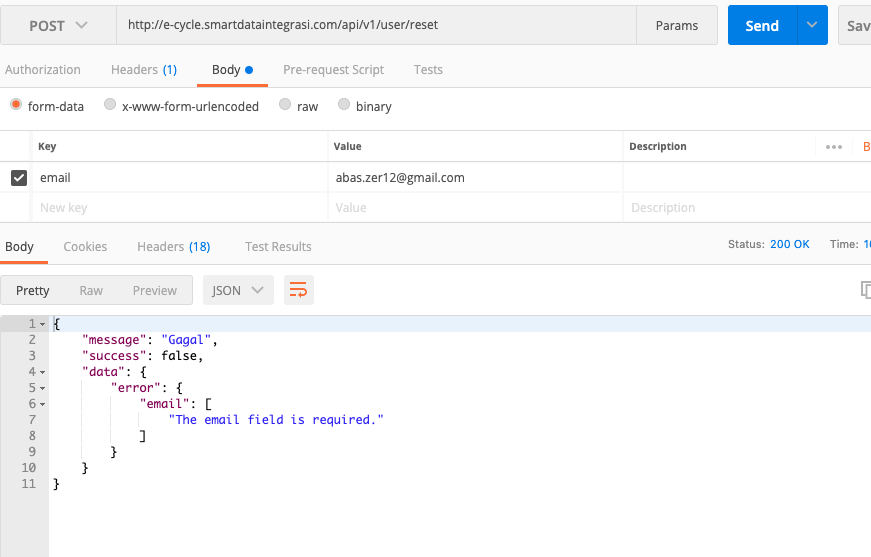 POST http://e-cycle.smartdataintegrasi.com/api/v1/user/reset Params Send Sav
Authorization Headers (1) Body Pre-request Script Tests
form-data x-www-form-urlencoded raw binary
Key Value Description B
email abas.zer12@gmail.com
New key Value Description
Body Cookies Headers (18) Test Results Status: 200 OK Time: 10
Pretty Raw Preview JSON
1 {
2 "message": "Gagal",
3 "success": false,
4 "data": {
5 "error": {
6 "email": [
7 "The email field is required."
8 ]
9 }
10 }
11 }